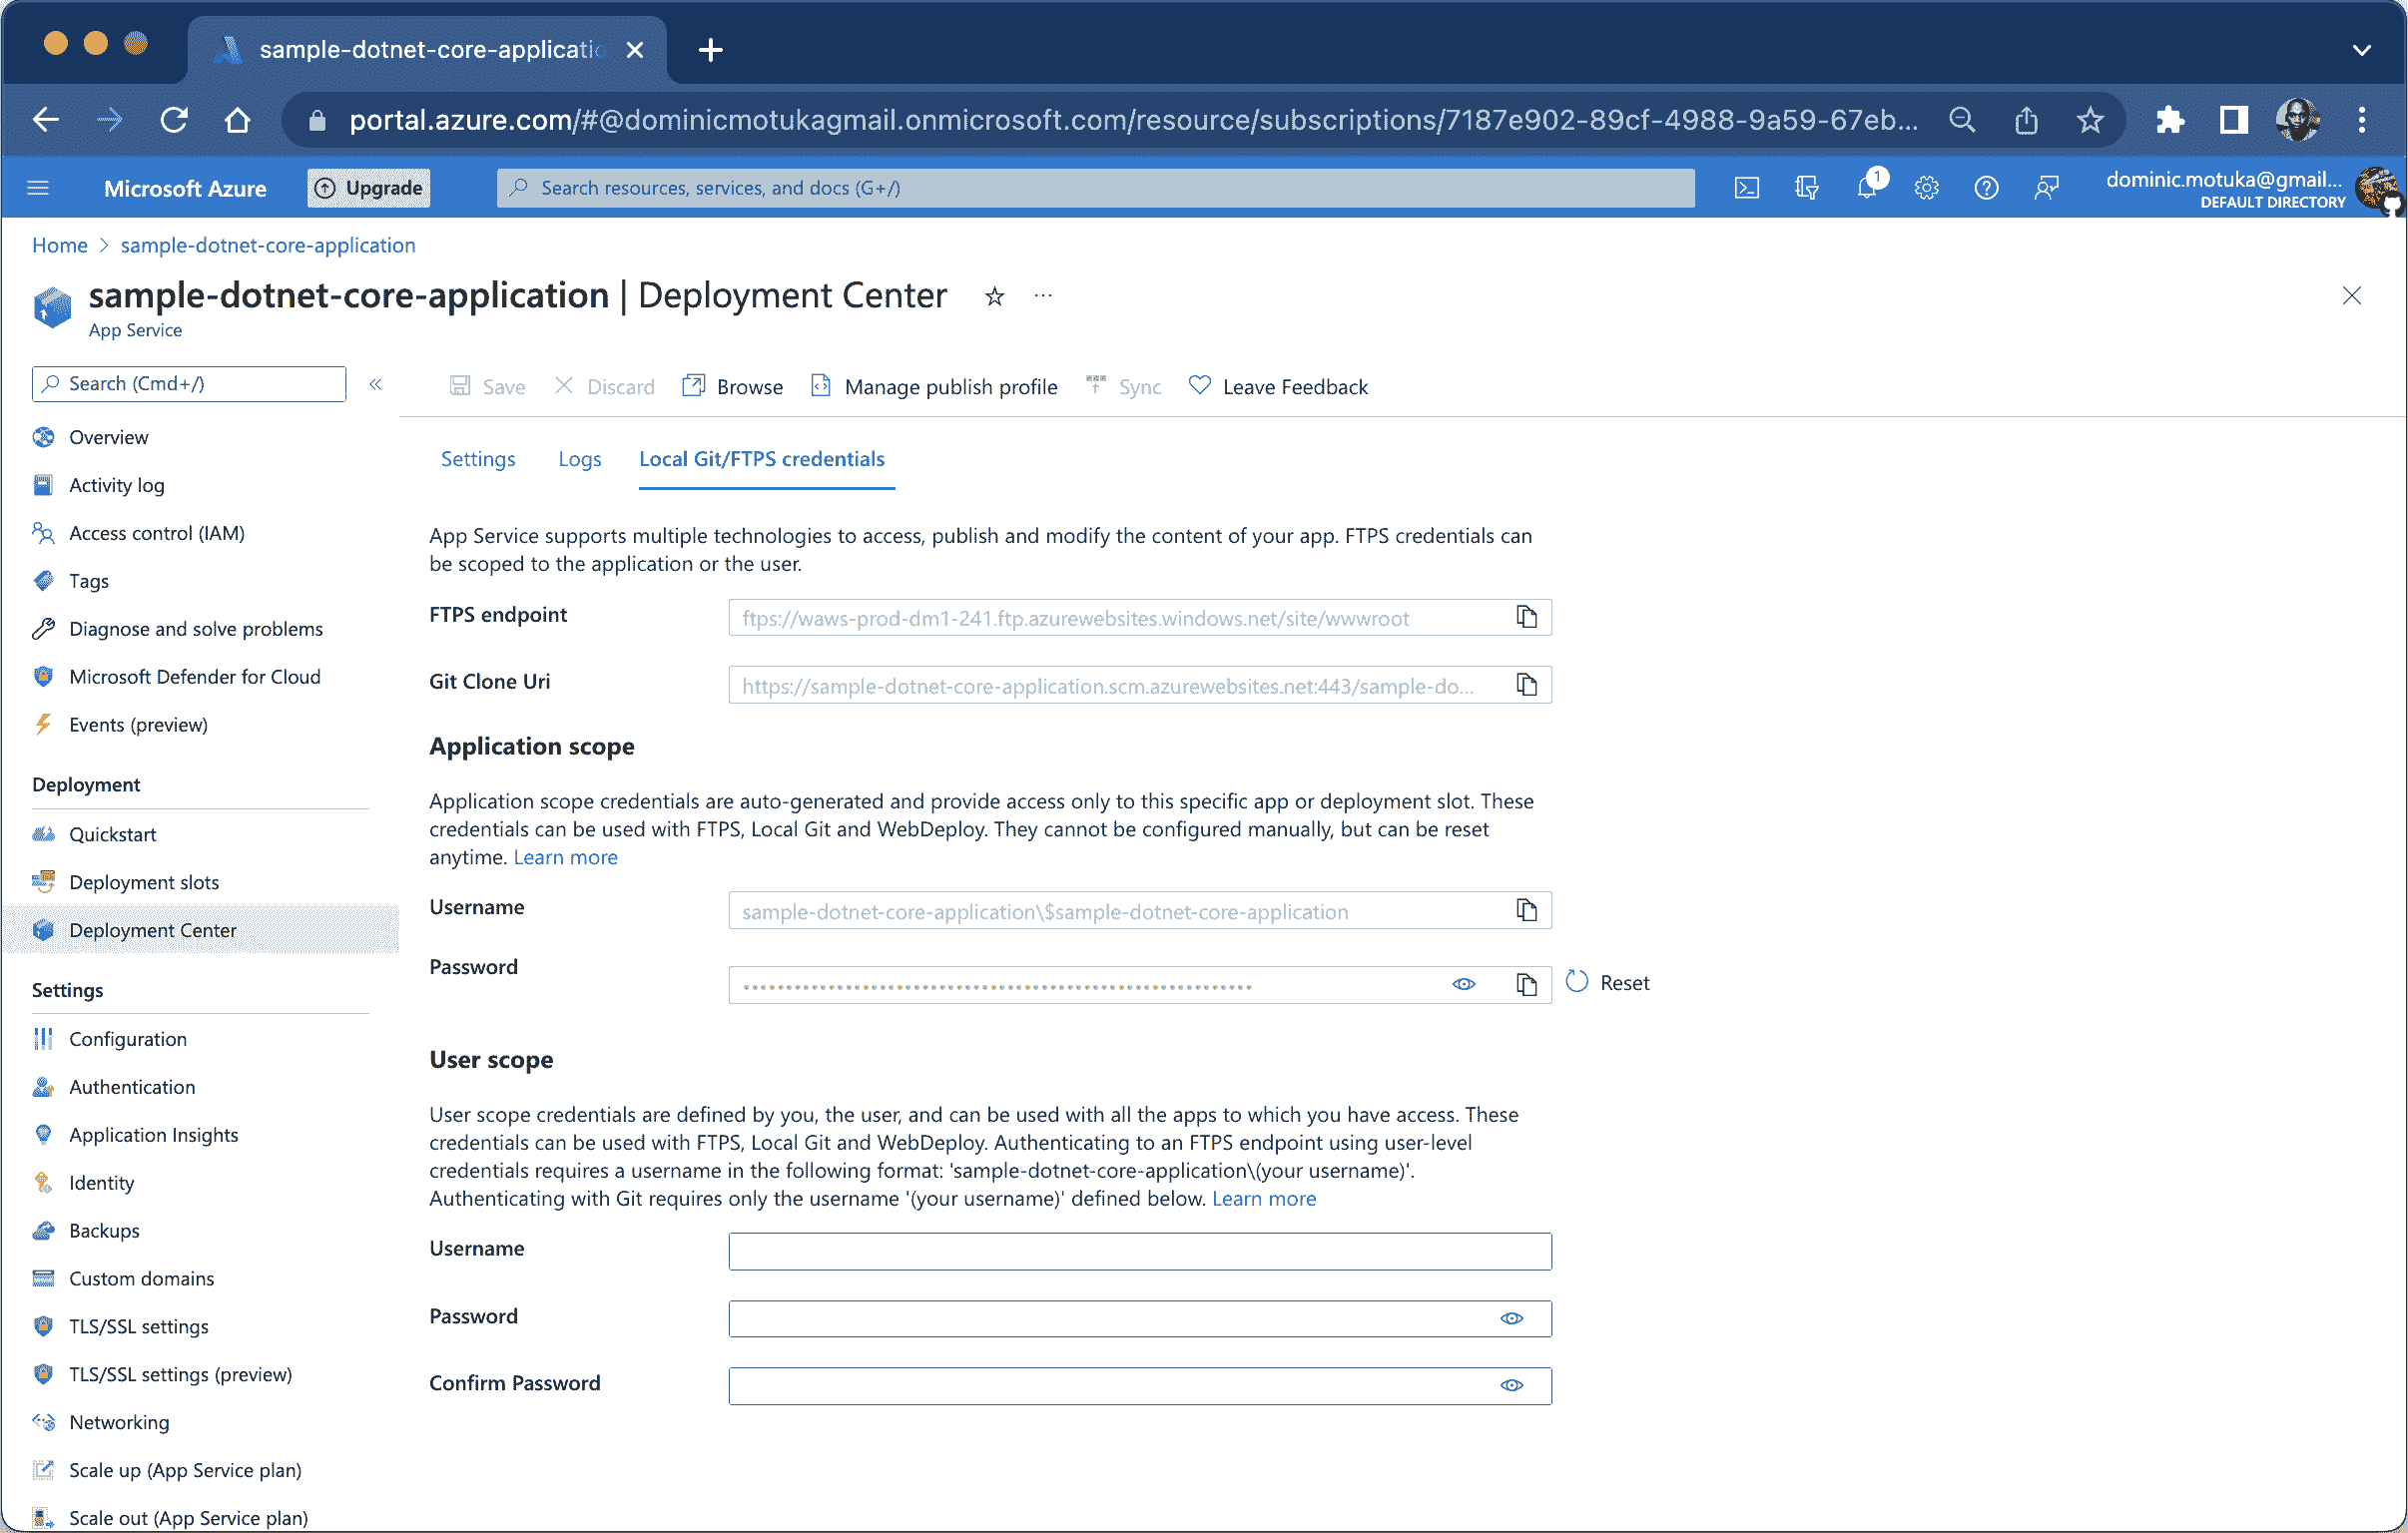 sample-dotnet-core-applicatio
portal.azure.com/#@dominicmotukagmail.onmicrosoft.com/resource/subscriptions/7187e902-89cf-4988-9a59-67eb...
Microsoft Azure
Upgrade
Search resources, services, and docs (G+/)
1
dominic.motuka@gmail...
DEFAULT DIRECTORY
Home > sample-dotnet-core-application
sample-dotnet-core-application | Deployment Center
App Service
Search (Cmd+/)
Overview
Activity log
Access control (IAM)
Tags
Diagnose and solve problems
Microsoft Defender for Cloud
Events (preview)
Deployment
Quickstart
Deployment slots
Deployment Center
Settings
Configuration
Authentication
Application Insights
Identity
Backups
Custom domains
TLS/SSL settings
TLS/SSL settings (preview)
Networking
Scale up (App Service plan)
Scale out (App Service plan)
Save Discard Browse Manage publish profile Sync Leave Feedback
Settings Logs Local Git/FTPS credentials
App Service supports multiple technologies to access, publish and modify the content of your app. FTPS credentials can
be scoped to the application or the user.
FTPS endpoint ftps://waws-prod-dm1-241.ftp.azurewebsites.windows.net/site/wwwroot
Git Clone Uri https://sample-dotnet-core-application.scm.azurewebsites.net:443/sample-do...
Application scope
Application scope credentials are auto-generated and provide access only to this specific app or deployment slot. These
credentials can be used with FTPS, Local Git and WebDeploy. They cannot be configured manually, but can be reset
anytime. Learn more
Username sample-dotnet-core-application\$sample-dotnet-core-application
Password Reset
User scope
User scope credentials are defined by you, the user, and can be used with all the apps to which you have access. These
credentials can be used with FTPS, Local Git and WebDeploy. Authenticating to an FTPS endpoint using user-level
credentials requires a username in the following format: 'sample-dotnet-core-application\(your username)'.
Authenticating with Git requires only the username '(your username)' defined below. Learn more
Username
Password
Confirm Password